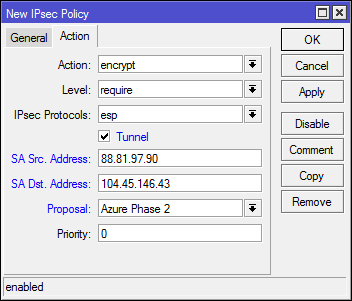 New IPsec Policy
General Action
Action: encrypt
Level: require
IPsec Protocols: esp
Tunnel
SA Src. Address: 88.81.97.90
SA Dst. Address: 104.45.146.43
Proposal: Azure Phase 2
Priority: 0
OK
Cancel
Apply
Disable
Comment
Copy
Remove
enabled